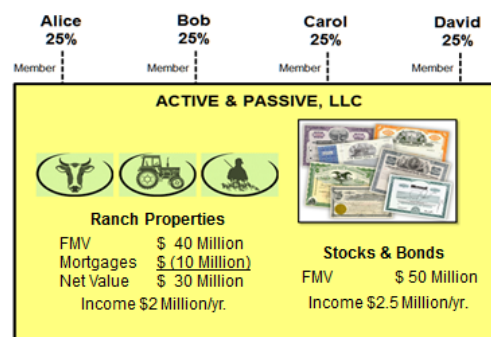 Alice Bob Carol David
25% 25% 25% 25%
Member Member Member Member
ACTIVE & PASSIVE, LLC
Ranch Properties
FMV $ 40 Million
Mortgages $ (10 Million)
Net Value $ 30 Million
Income $2 Million/yr.
Stocks & Bonds
FMV $ 50 Million
Income $2.5 Million/yr.